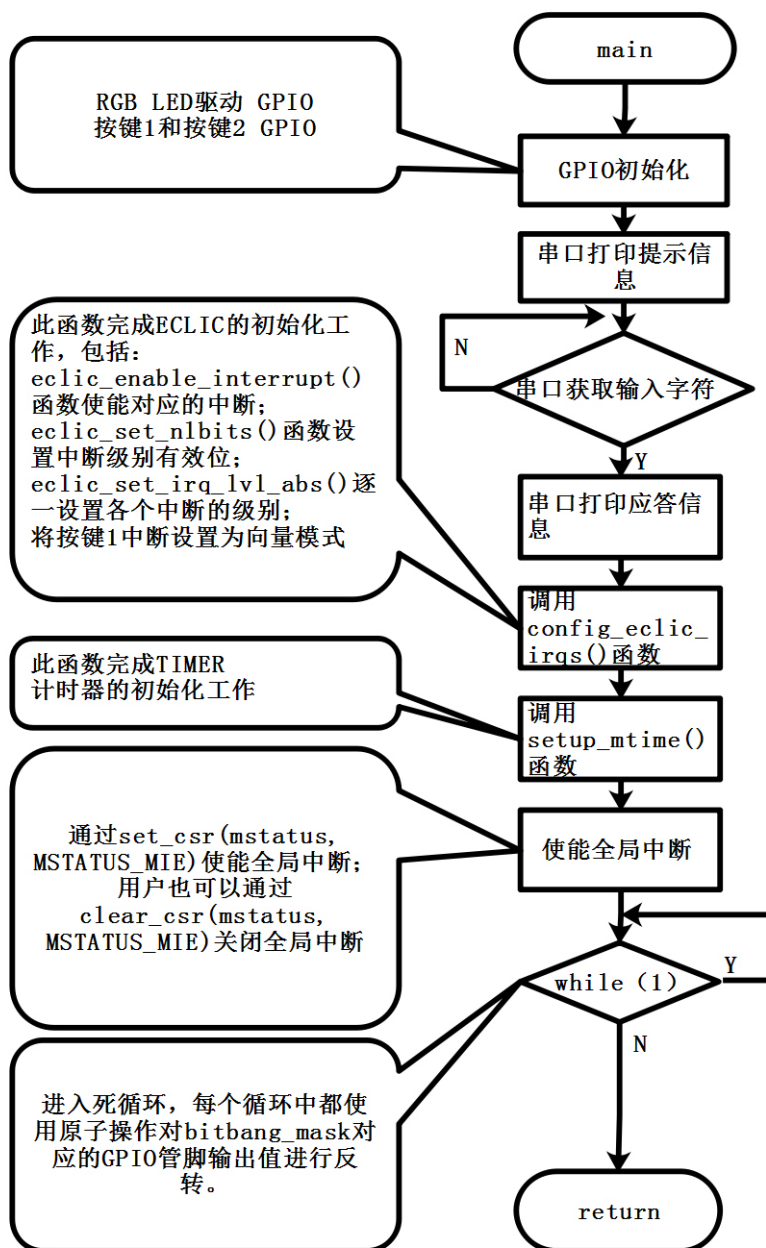 main
RGB LED驱动 GPIO
按键1和按键2 GPIO
GPIO初始化
串口打印提示信
息
此函数完成ECLIC的初始化工
作，包括：
eclic_enable_interrupt()
函数使能对应的中断；
eclic_set_nlbits()函数设
置中断级别有效位；
eclic_set_irq_lvl_abs()逐
一设置各个中断的级别；
将按键1中断设置为向量模式
N
串口获取输入字符
Y
串口打印应答信
息
调用
config_eclic_
irqs()函数
此函数完成TIMER
计时器的初始化工作
调用
setup_mtime()
函数
通过set_csr(mstatus,
MSTATUS_MIE)使能全局中断；
用户也可以通过
clear_csr(mstatus,
MSTATUS_MIE)关闭全局中断
使能全局中断
while（1）
Y
N
进入死循环，每个循环中都使
用原子操作对bitbang_mask对
应的GPIO管脚输出值进行反
转。
return